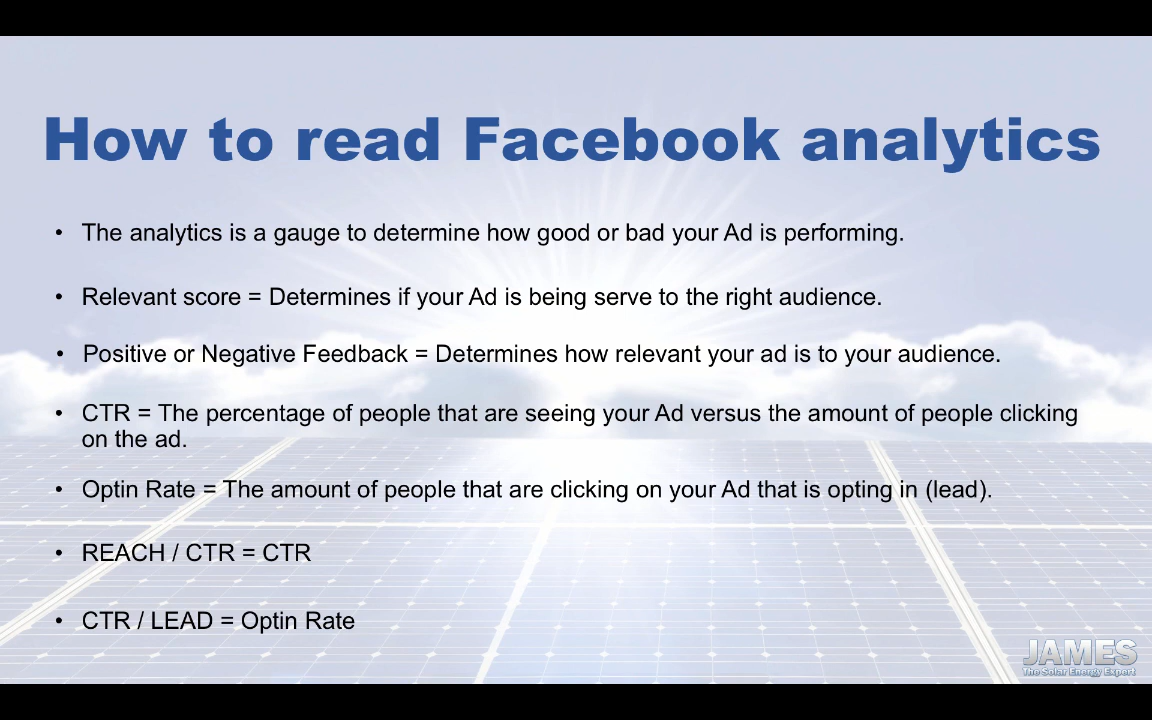 How to read Facebook analytics
• The analytics is a gauge to determine how good or bad your Ad is performing.
• Relevant score = Determines if your Ad is being serve to the right audience.
• Positive or Negative Feedback = Determines how relevant your ad is to your audience.
• CTR = The percentage of people that are seeing your Ad versus the amount of people clicking
on the ad.
• Optin Rate = The amount of people that are clicking on your Ad that is opting in (lead).
• REACH / CTR = CTR
• CTR / LEAD = Optin Rate
JAMES
The Solar Energy Expert